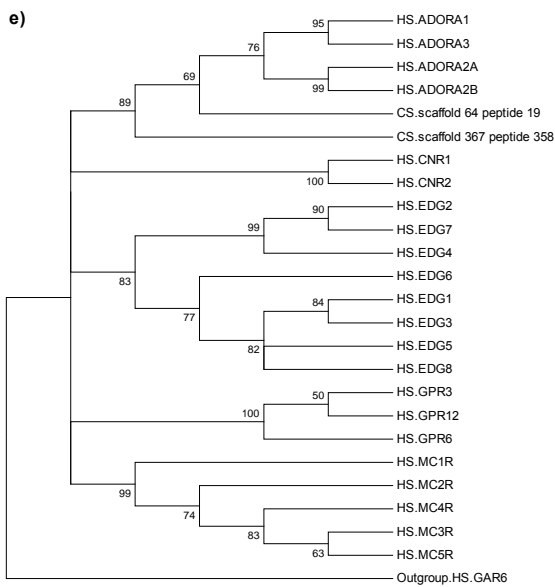 e)
95
HS.ADORA1
HS.ADORA3
76
HS.ADORA2A
69
99
HS.ADORA2B
89
CS.scaffold 64 peptide 19
CS.scaffold 367 peptide 358
HS.CNR1
100
HS.CNR2
90
HS.EDG2
99
HS.EDG7
HS.EDG4
83
HS.EDG6
77
84
HS.EDG1
HS.EDG3
82
HS.EDG5
HS.EDG8
50
HS.GPR3
100
HS.GPR12
HS.GPR6
HS.MC1R
99
HS.MC2R
74
HS.MC4R
83
HS.MC3R
63
HS.MC5R
Outgroup.HS.GAR6